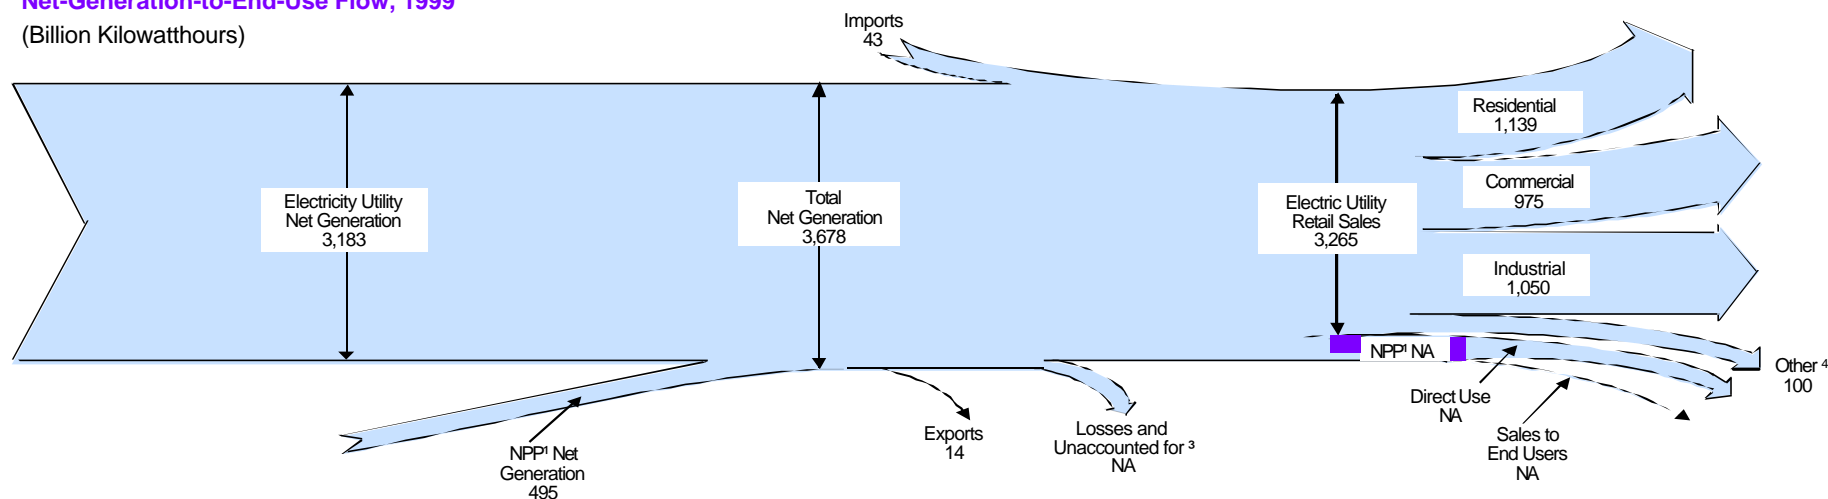 Net-Generation-to-End-Use Flow, 1999
(Billion Kilowatthours)
Imports
43
Residential
1,139
Electricity Utility
Net Generation
3,183
Total
Net Generation
3,678
Electric Utility
Retail Sales
3,265
Commercial
975
Industrial
1,050
NPP¹ NA
Other ⁴
100
Direct Use
NA
Sales to
End Users
NA
Exports
14
Losses and
Unaccounted for ³
NA
NPP¹ Net
Generation
495